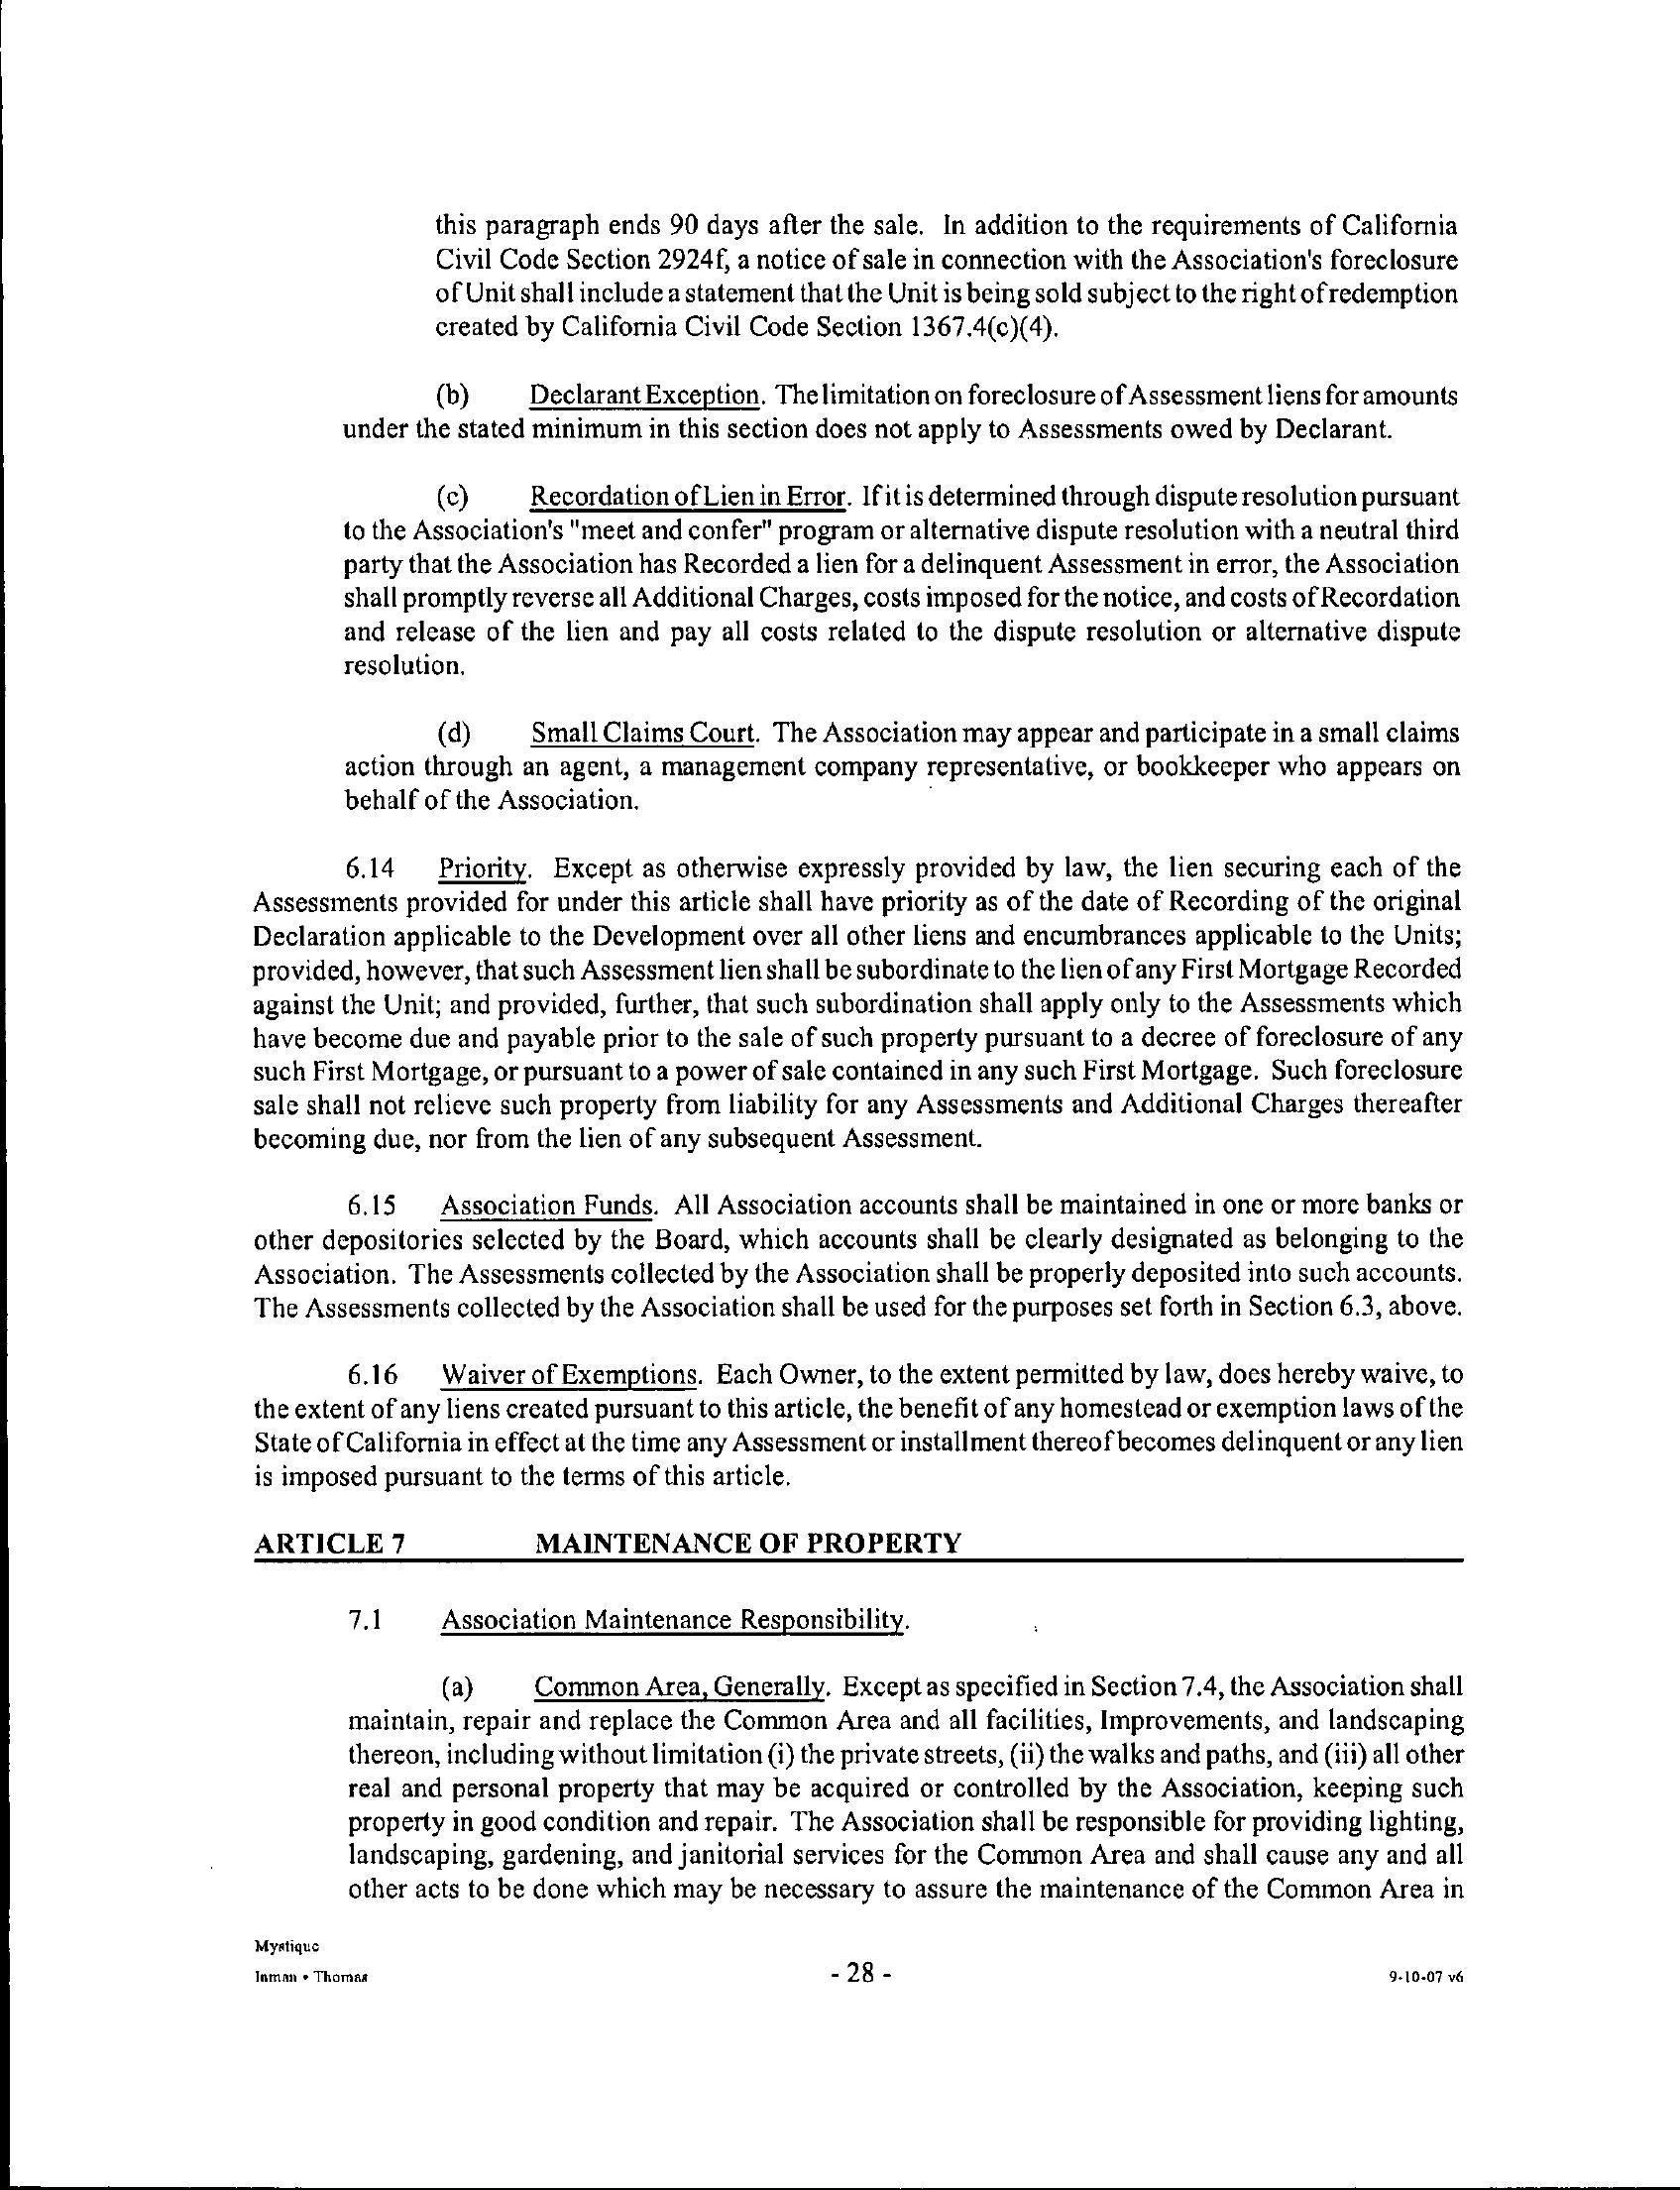 this paragraph ends 90 days after the sale. In addition to the requirements of California
Civil Code Section 2924f, a notice of sale in connection with the Association's foreclosure
of Unit shall include a statement that the Unit is being sold subject to the right of redemption
created by California Civil Code Section 1367.4(c)(4).
(b) Declarant Exception. The limitation on foreclosure of Assessment liens for amounts
under the stated minimum in this section does not apply to Assessments owed by Declarant.
(c) Recordation of Lien in Error. If it is determined through dispute resolution pursuant
to the Association's "meet and confer" program or alternative dispute resolution with a neutral third
party that the Association has Recorded a lien for a delinquent Assessment in error, the Association
shall promptly reverse all Additional Charges, costs imposed for the notice, and costs of Recordation
and release of the lien and pay all costs related to the dispute resolution or alternative dispute
resolution.
(d) Small Claims Court. The Association may appear and participate in a small claims
action through an agent, a management company representative, or bookkeeper who appears on
behalf of the Association.
6.14 Priority. Except as otherwise expressly provided by law, the lien securing each of the
Assessments provided for under this article shall have priority as of the date of Recording of the original
Declaration applicable to the Development over all other liens and encumbrances applicable to the Units;
provided, however, that such Assessment lien shall be subordinate to the lien of any First Mortgage Recorded
against the Unit; and provided, further, that such subordination shall apply only to the Assessments which
have become due and payable prior to the sale of such property pursuant to a decree of foreclosure of any
such First Mortgage, or pursuant to a power of sale contained in any such First Mortgage. Such foreclosure
sale shall not relieve such property from liability for any Assessments and Additional Charges thereafter
becoming due, nor from the lien of any subsequent Assessment.
6.15 Association Funds. All Association accounts shall be maintained in one or more banks or
other depositories selected by the Board, which accounts shall be clearly designated as belonging to the
Association. The Assessments collected by the Association shall be properly deposited into such accounts.
The Assessments collected by the Association shall be used for the purposes set forth in Section 6.3, above.
6.16 Waiver of Exemptions. Each Owner, to the extent permitted by law, does hereby waive, to
the extent of any liens created pursuant to this article, the benefit of any homestead or exemption laws of the
State of California in effect at the time any Assessment or installment thereof becomes delinquent or any lien
is imposed pursuant to the terms of this article.
ARTICLE 7 MAINTENANCE OF PROPERTY
7.1 Association Maintenance Responsibility.
(a) Common Area, Generally. Except as specified in Section 7.4, the Association shall
maintain, repair and replace the Common Area and all facilities, Improvements, and landscaping
thereon, including without limitation (i) the private streets, (ii) the walks and paths, and (iii) all other
real and personal property that may be acquired or controlled by the Association, keeping such
property in good condition and repair. The Association shall be responsible for providing lighting,
landscaping, gardening, and janitorial services for the Common Area and shall cause any and all
other acts to be done which may be necessary to assure the maintenance of the Common Area in
Mystique
Inman • Thomas
- 28 -
9-10-07 v6